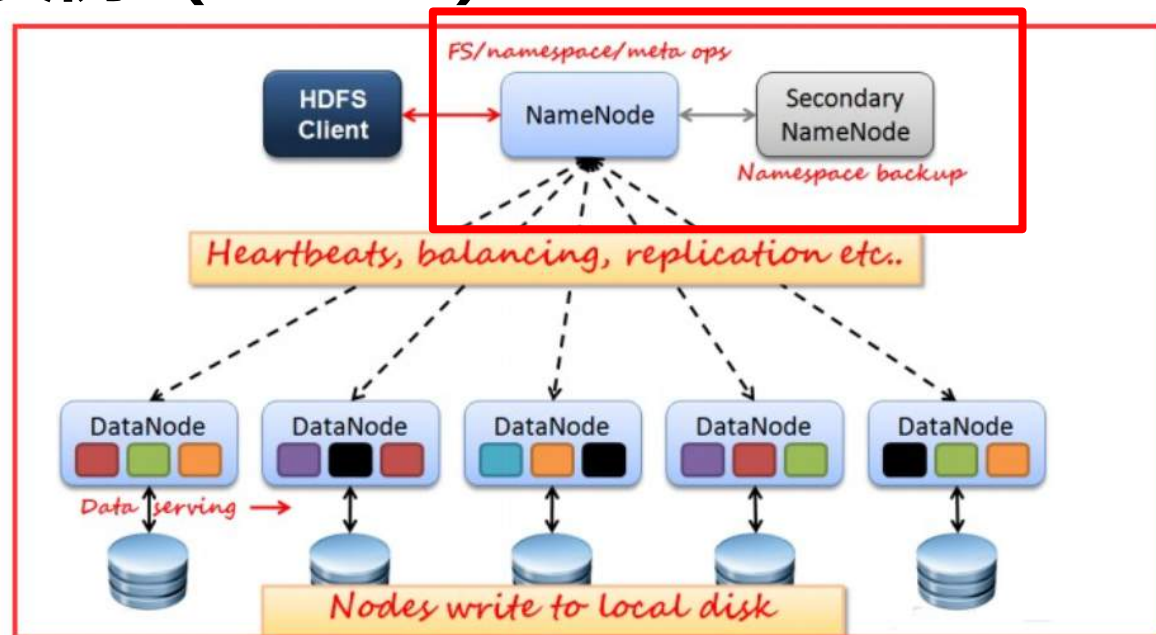 FS/namespace/meta ops
HDFS
Client
NameNode
Secondary
NameNode
Namespace backup
Heartbeats, balancing, replication etc..
DataNode
DataNode
DataNode
DataNode
DataNode
Data serving
Nodes write to local disk